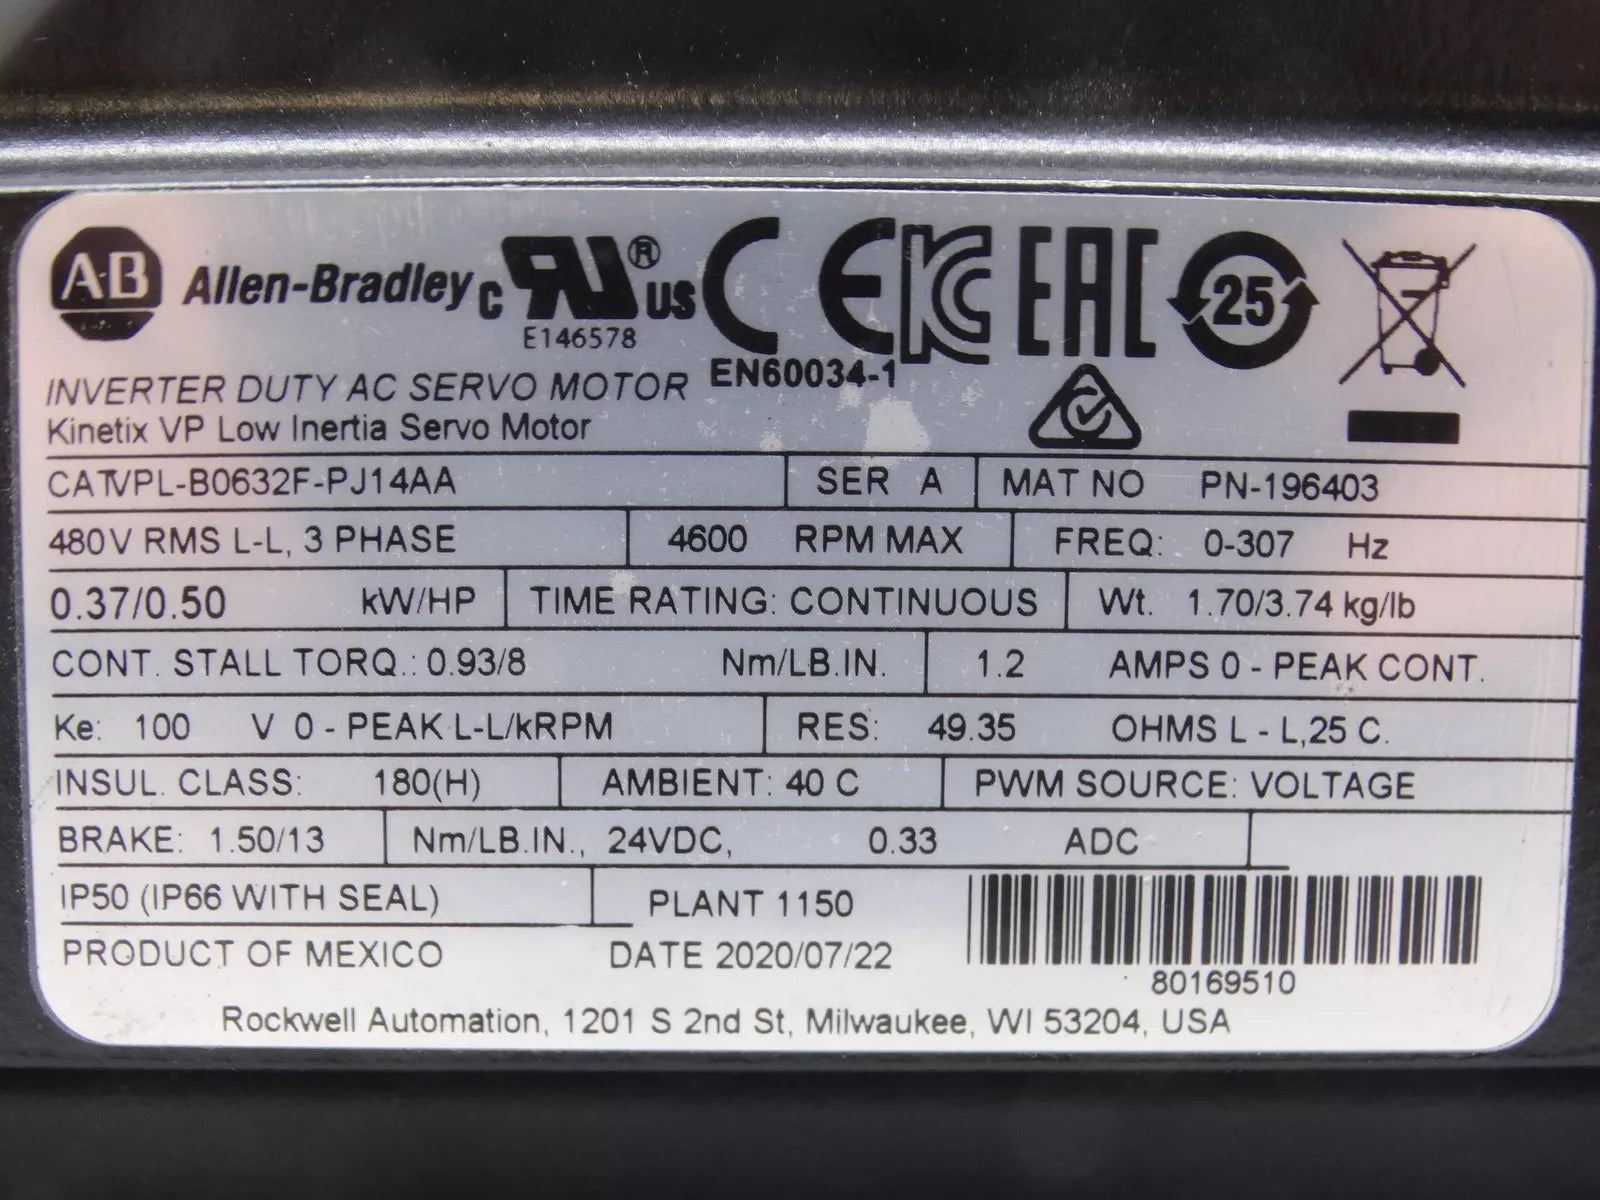 A-B Allen-Bradley c RU® us CE KC EAC 25
E146578
EN60034-1
INVERTER DUTY AC SERVO MOTOR
Kinetix VP Low Inertia Servo Motor
CAT VPL-B0632F-PJ14AA SER A MAT NO PN-196403
480V RMS L-L, 3 PHASE 4600 RPM MAX FREQ: 0-307 Hz
0.37/0.50 kW/HP TIME RATING: CONTINUOUS Wt. 1.70/3.74 kg/lb
CONT. STALL TORQ.: 0.93/8 Nm/LB.IN. 1.2 AMPS 0 - PEAK CONT.
Ke: 100 V 0 - PEAK L-L/kRPM RES: 49.35 OHMS L - L,25 C.
INSUL. CLASS: 180(H) AMBIENT: 40 C PWM SOURCE: VOLTAGE
BRAKE: 1.50/13 Nm/LB.IN., 24VDC, 0.33 ADC
IP50 (IP66 WITH SEAL) PLANT 1150
PRODUCT OF MEXICO DATE 2020/07/22
80169510
Rockwell Automation, 1201 S 2nd St, Milwaukee, WI 53204, USA